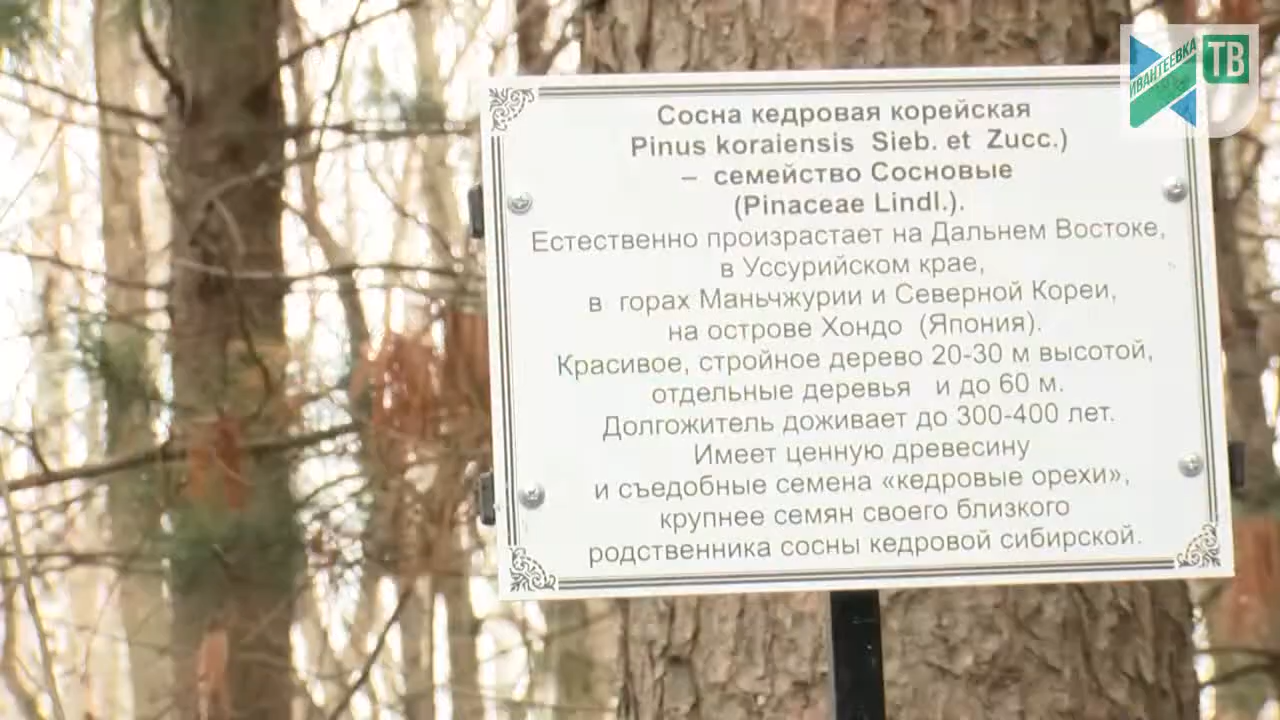 ИВАНТЕЕВКА
ТВ
Сосна кедровая корейская
Pinus koraiensis Sieb. et Zucc.)
– семейство Сосновые
(Pinaceae Lindl.).
Естественно произрастает на Дальнем Востоке,
в Уссурийском крае,
в горах Маньчжурии и Северной Кореи,
на острове Хондо (Япония).
Красивое, стройное дерево 20-30 м высотой,
отдельные деревья и до 60 м.
Долгожитель доживает до 300-400 лет.
Имеет ценную древесину
и съедобные семена «кедровые орехи»,
крупнее семян своего близкого
родственника сосны кедровой сибирской.